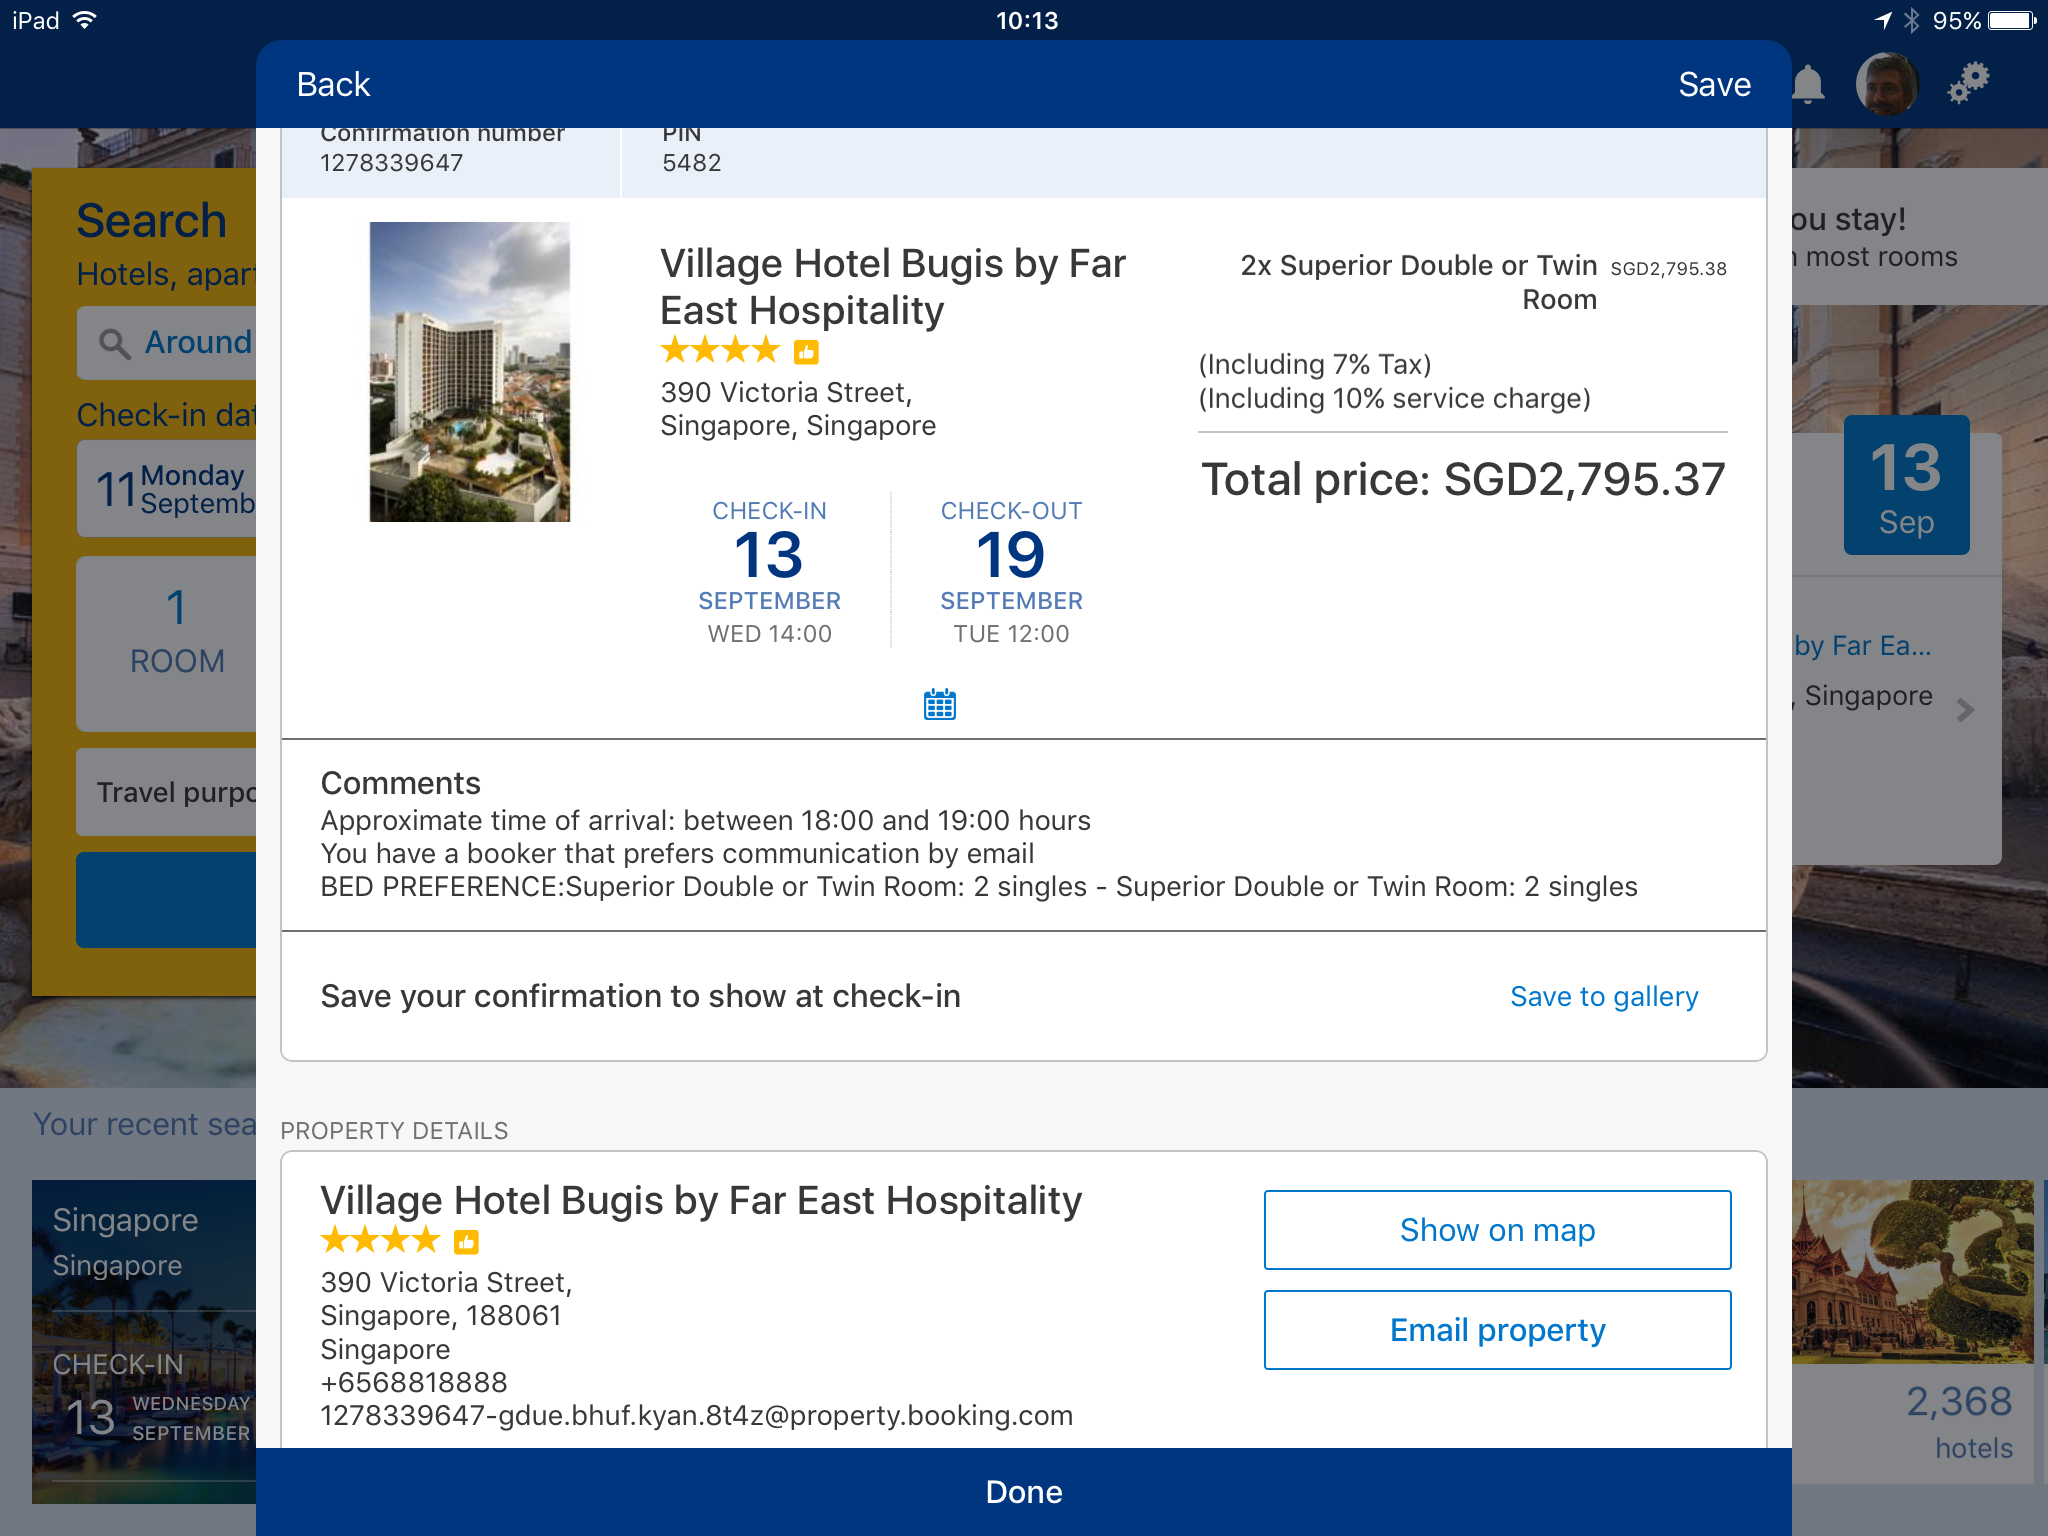 iPad
10:13
95%
Back
Save
Confirmation number
1278339647
PIN
5482
Village Hotel Bugis by Far
East Hospitality
390 Victoria Street,
Singapore, Singapore
2x Superior Double or Twin SGD2,795.38
Room
(Including 7% Tax)
(Including 10% service charge)
Total price: SGD2,795.37
CHECK-IN
13
SEPTEMBER
WED 14:00
CHECK-OUT
19
SEPTEMBER
TUE 12:00
Comments
Approximate time of arrival: between 18:00 and 19:00 hours
You have a booker that prefers communication by email
BED PREFERENCE:Superior Double or Twin Room: 2 singles - Superior Double or Twin Room: 2 singles
Save your confirmation to show at check-in
Save to gallery
PROPERTY DETAILS
Village Hotel Bugis by Far East Hospitality
390 Victoria Street,
Singapore, 188061
Singapore
+6568818888
1278339647-gdue.bhuf.kyan.8t4z@property.booking.com
Show on map
Email property
Done
Search
Hotels, apar
Around
Check-in dat
11 Monday
Septemb
1
ROOM
Travel purpo
Your recent sea
Singapore
Singapore
CHECK-IN
13 WEDNESDAY
SEPTEMBER
ou stay!
n most rooms
13
Sep
by Far Ea...
, Singapore
2,368
hotels